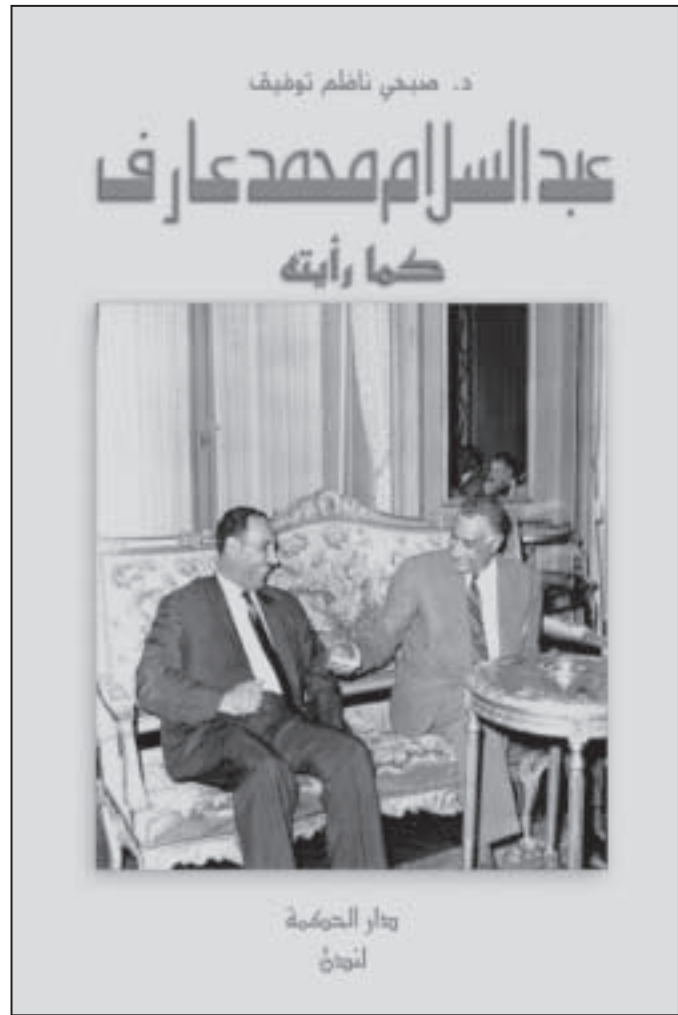 د. صبحي ناظم توفيق
عبد السلام محمد عارف
كما رأيته
دار الحكمة
لندن